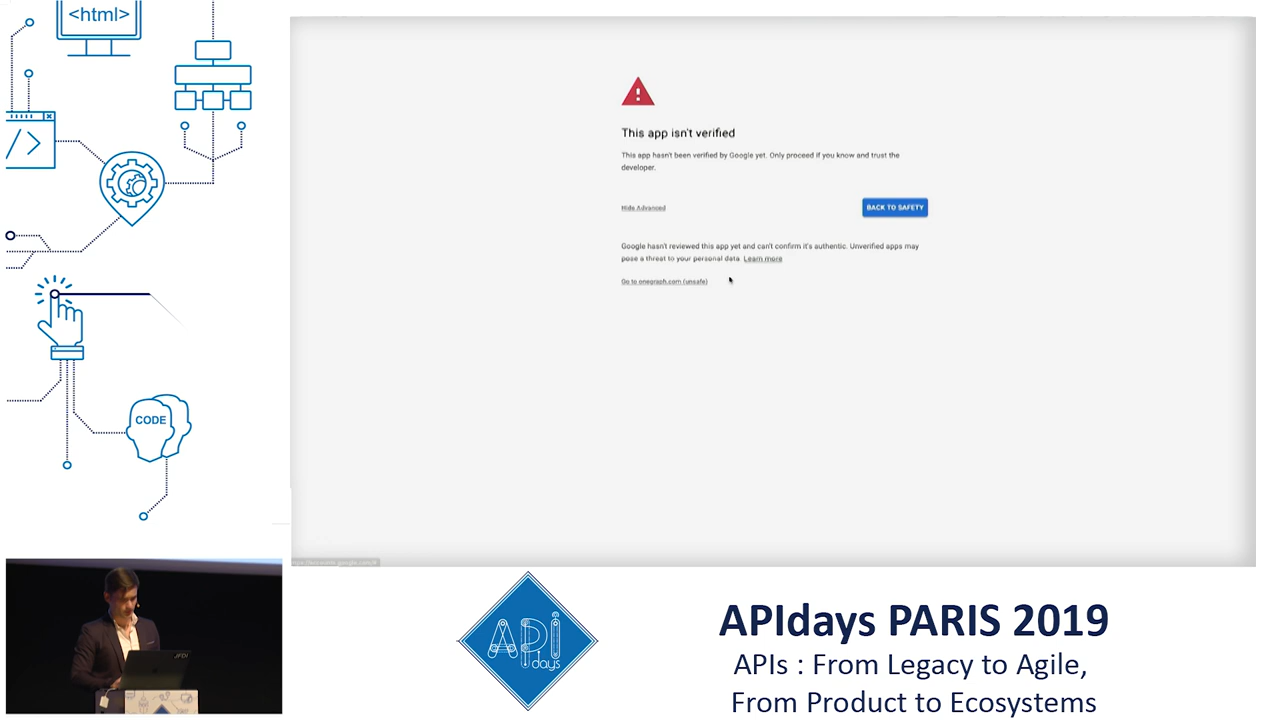 <html>
</>
CODE
This app isn't verified
This app hasn't been verified by Google yet. Only proceed if you know and trust the
developer.
Hide Advanced
BACK TO SAFETY
Google hasn't reviewed this app yet and can't confirm it's authentic. Unverified apps may
pose a threat to your personal data. Learn more
Go to onegraph.com (unsafe)
JFDI
API
days
APIdays PARIS 2019
APIs : From Legacy to Agile,
From Product to Ecosystems